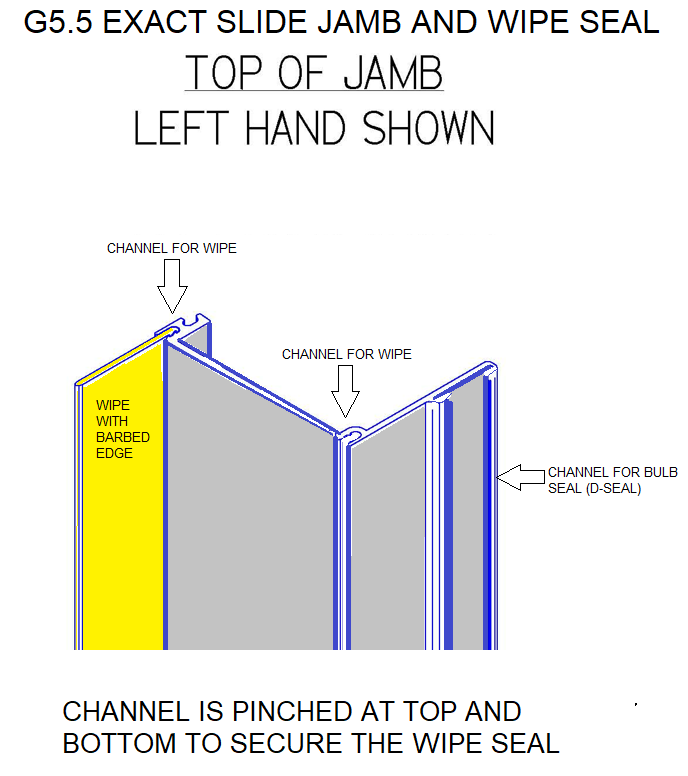 G5.5 EXACT SLIDE JAMB AND WIPE SEAL
TOP OF JAMB
LEFT HAND SHOWN
CHANNEL FOR WIPE
CHANNEL FOR WIPE
WIPE
WITH
BARBED
EDGE
CHANNEL FOR BULB
SEAL (D-SEAL)
CHANNEL IS PINCHED AT TOP AND
BOTTOM TO SECURE THE WIPE SEAL